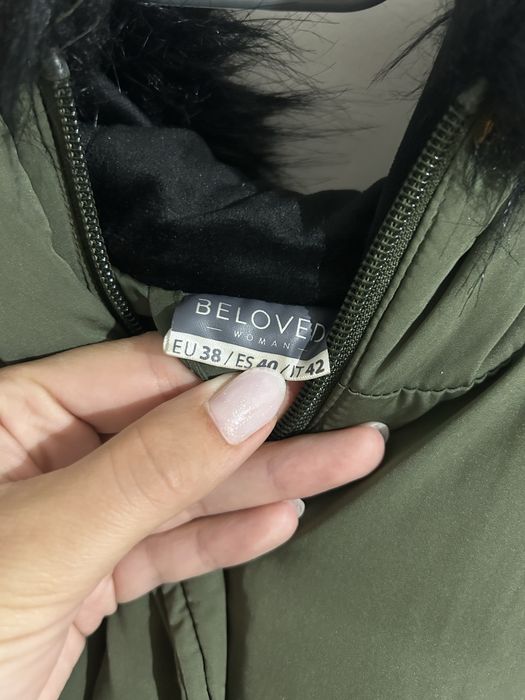 BELOVED
— WOMAN —
EU 38 / ES 40 / IT 42